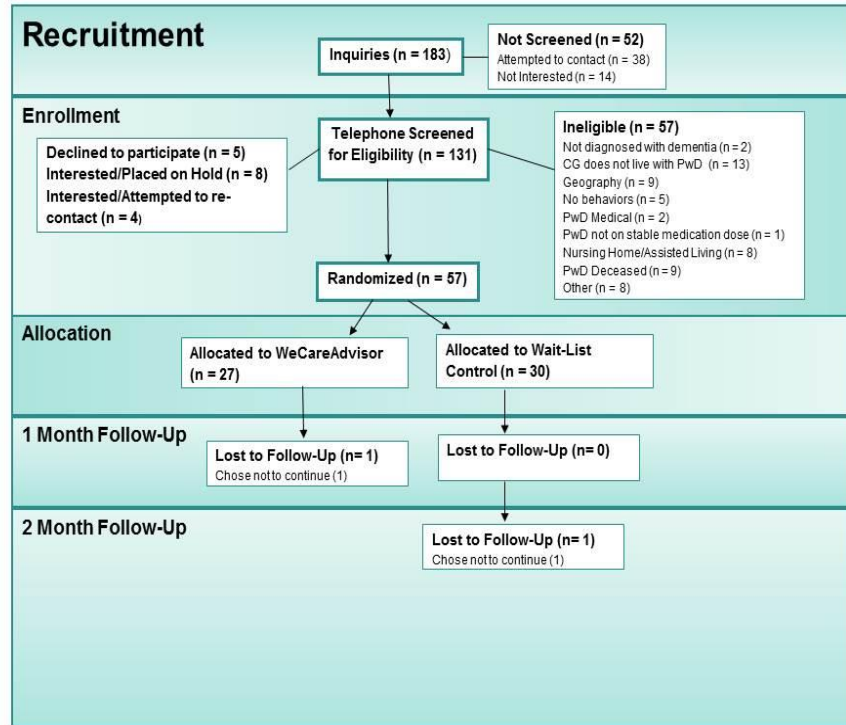 Recruitment
Inquiries (n = 183)
Not Screened (n = 52)
Attempted to contact (n = 38)
Not Interested (n = 14)
Enrollment
Telephone Screened
for Eligibility (n = 131)
Declined to participate (n = 5)
Interested/Placed on Hold (n = 8)
Interested/Attempted to re-
contact (n = 4)
Ineligible (n = 57)
Not diagnosed with dementia (n = 2)
CG does not live with PwD (n = 13)
Geography (n = 9)
No behaviors (n = 5)
PwD Medical (n = 2)
PwD not on stable medication dose (n = 1)
Nursing Home/Assisted Living (n = 8)
PwD Deceased (n = 9)
Other (n = 8)
Randomized (n = 57)
Allocation
Allocated to WeCareAdvisor
(n = 27)
Allocated to Wait-List
Control (n = 30)
1 Month Follow-Up
Lost to Follow-Up (n= 1)
Chose not to continue (1)
Lost to Follow-Up (n= 0)
2 Month Follow-Up
Lost to Follow-Up (n= 1)
Chose not to continue (1)